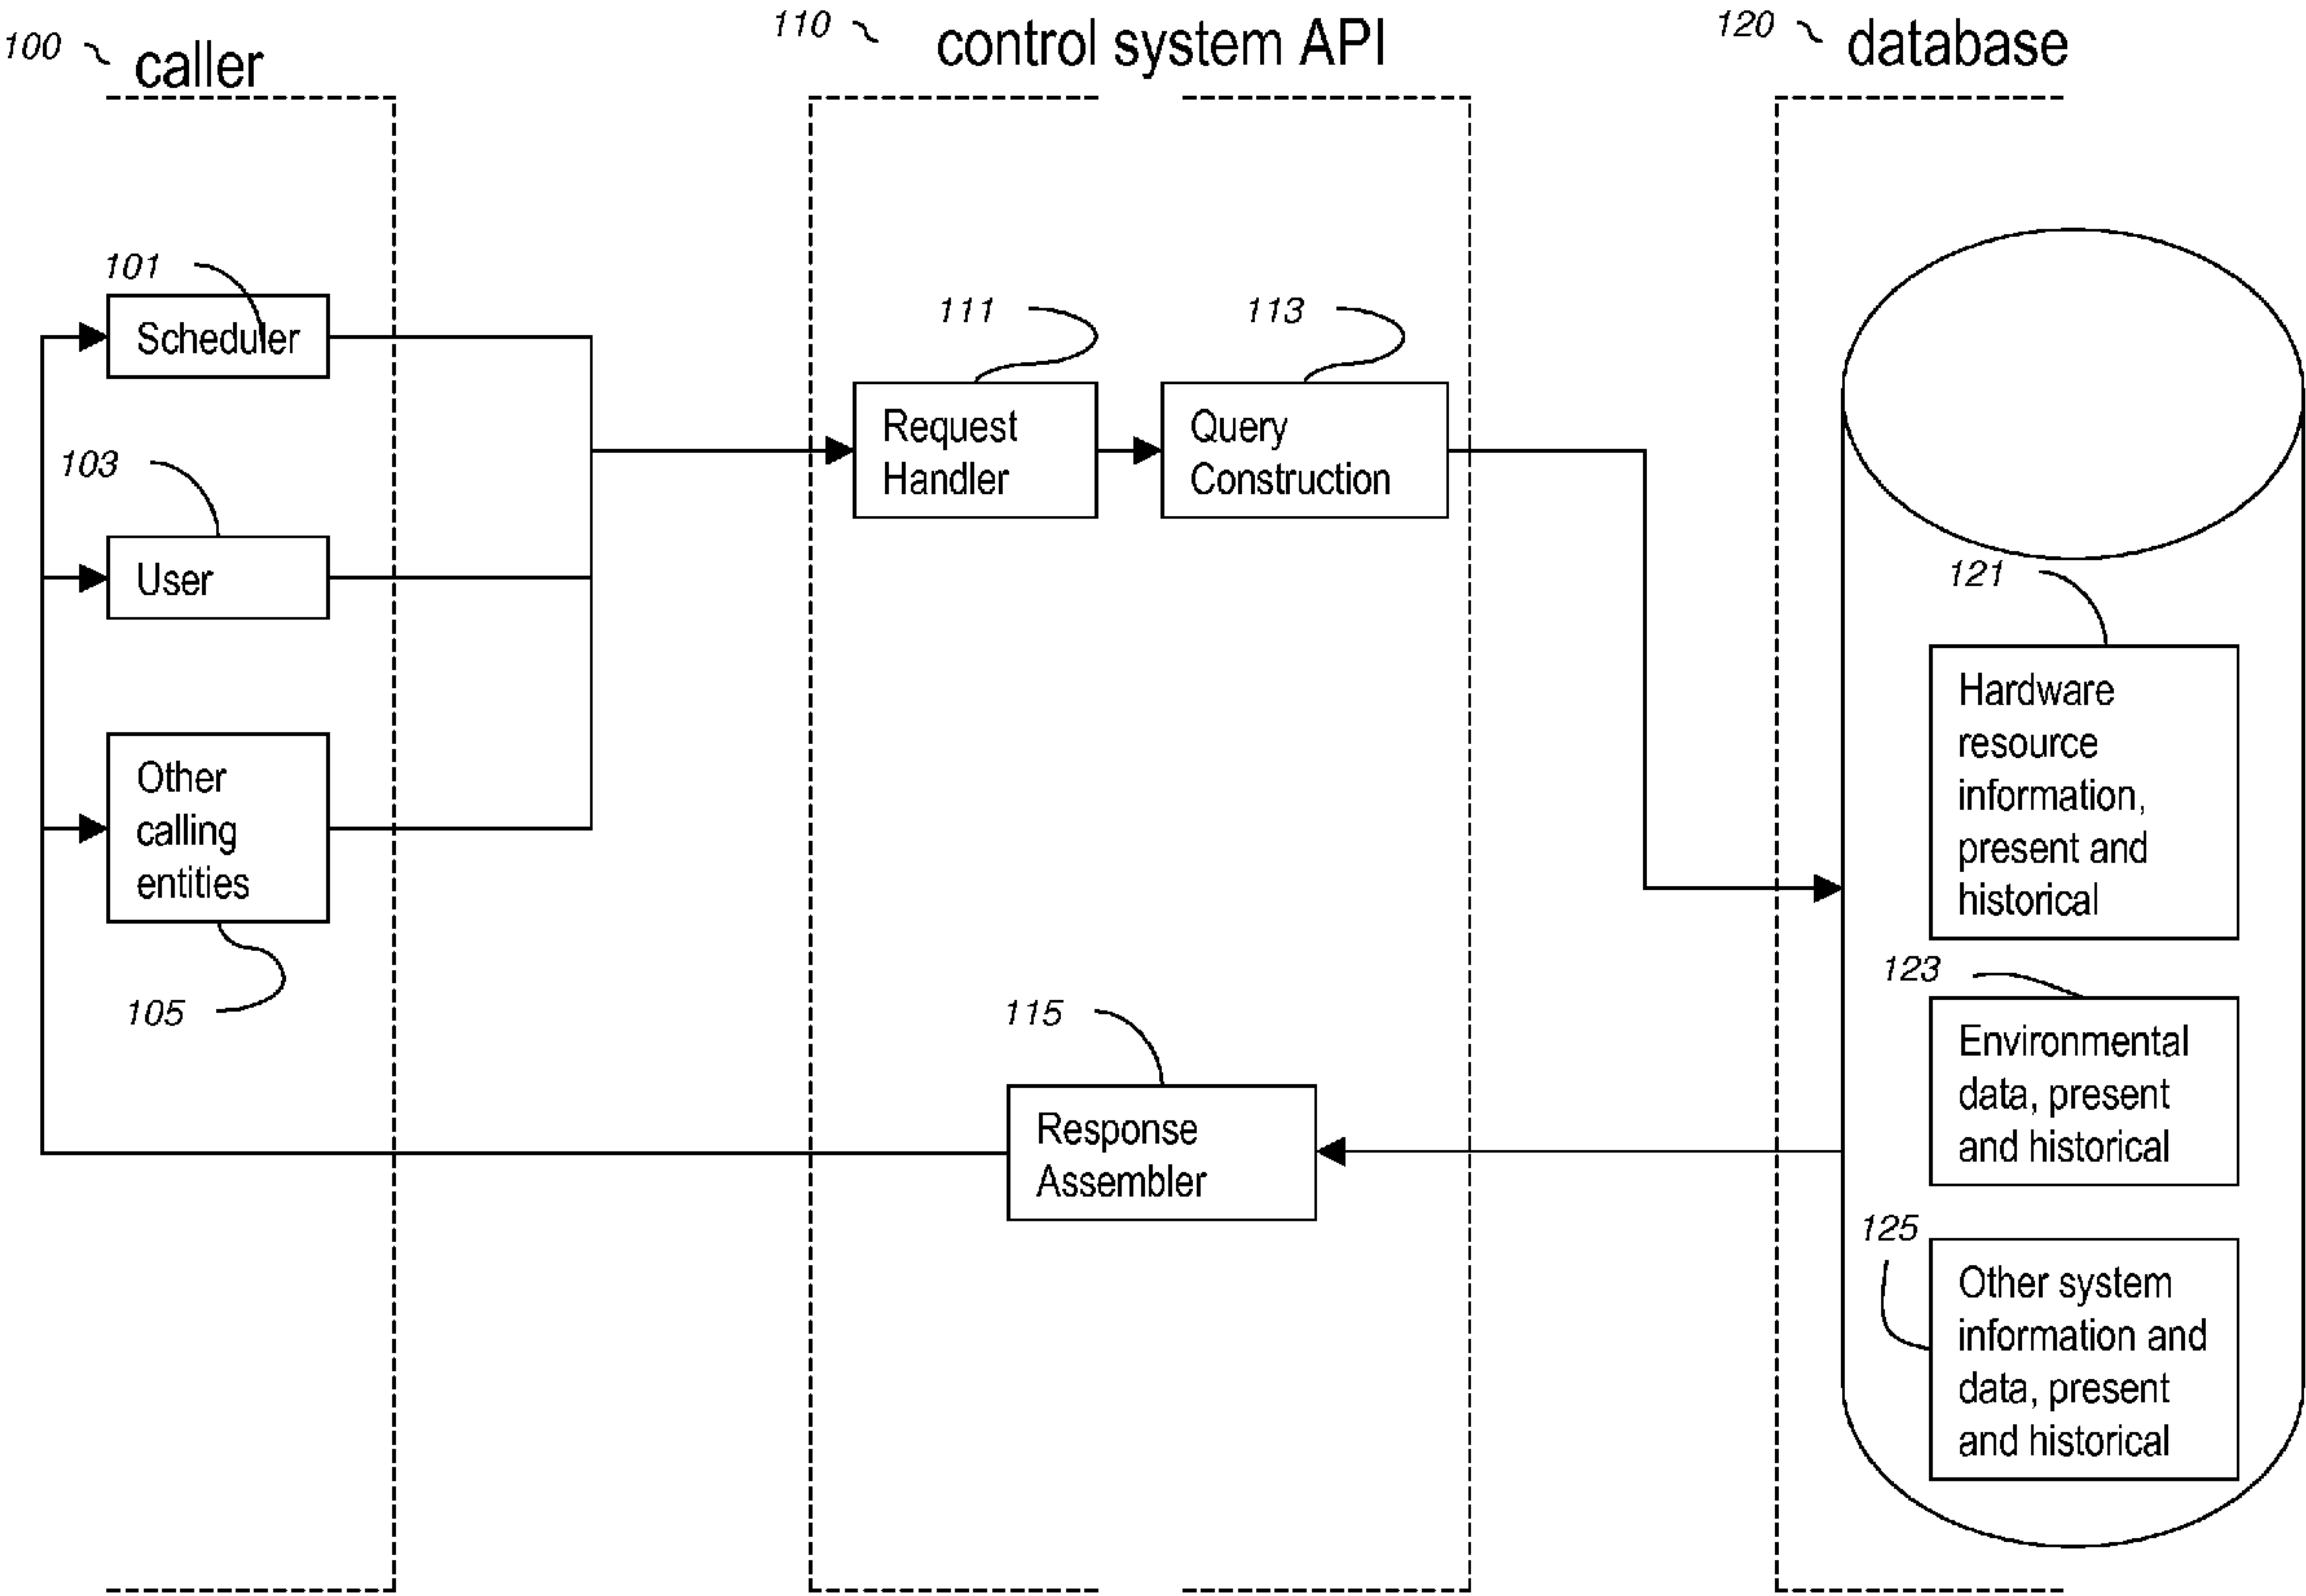 100
caller
110
control system API
120
database
101
Scheduler
103
User
Other
calling
entities
105
111
Request
Handler
113
Query
Construction
115
Response
Assembler
121
Hardware
resource
information,
present and
historical
123
Environmental
data, present
and historical
125
Other system
information and
data, present
and historical